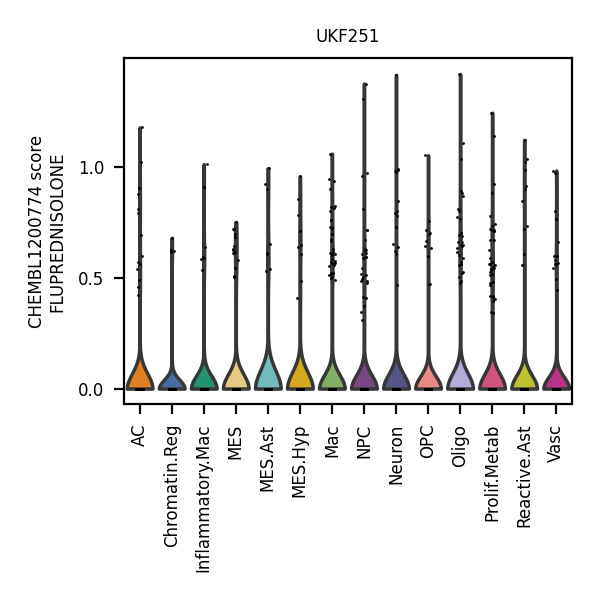 UKF251
CHEMBL1200774 score
FLUPREDNISOLONE
1.0
0.5
0.0
AC
Chromatin.Reg
Inflammatory.Mac
MES
MES.Ast
MES.Hyp
Mac
NPC
Neuron
OPC
Oligo
Prolif.Metab
Reactive.Ast
Vasc